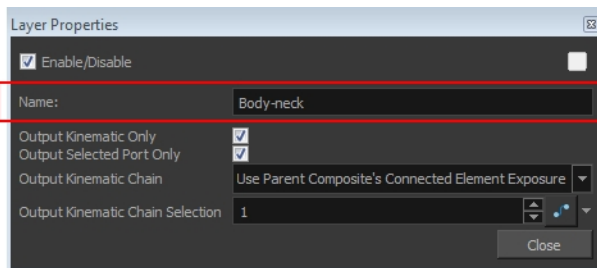 Layer Properties
Enable/Disable
Name: Body-neck
Output Kinematic Only
Output Selected Port Only
Output Kinematic Chain Use Parent Composite's Connected Element Exposure
Output Kinematic Chain Selection 1
Close